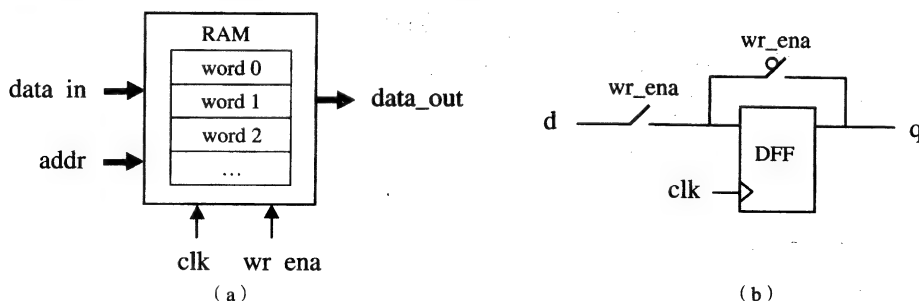 RAM
word 0
word 1
word 2
...
data in
addr
data_out
clk wr ena
(a)
wr_ena
wr_ena
d
DFF
q
clk
(b)